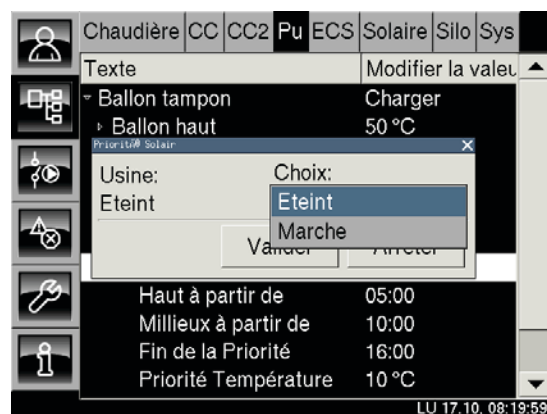 Chaudière CC CC2 Pu ECS Solaire Silo Sys
Texte Modifier la valeu
Ballon tampon Charger
Ballon haut 50 °C
Solair
Usine: Choix:
Eteint Eteint
Marche
Valider Arrêter
Haut à partir de 05:00
Millieux à partir de 10:00
Fin de la Priorité 16:00
Priorité Température 10 °C
LU 17.10. 08:19:59